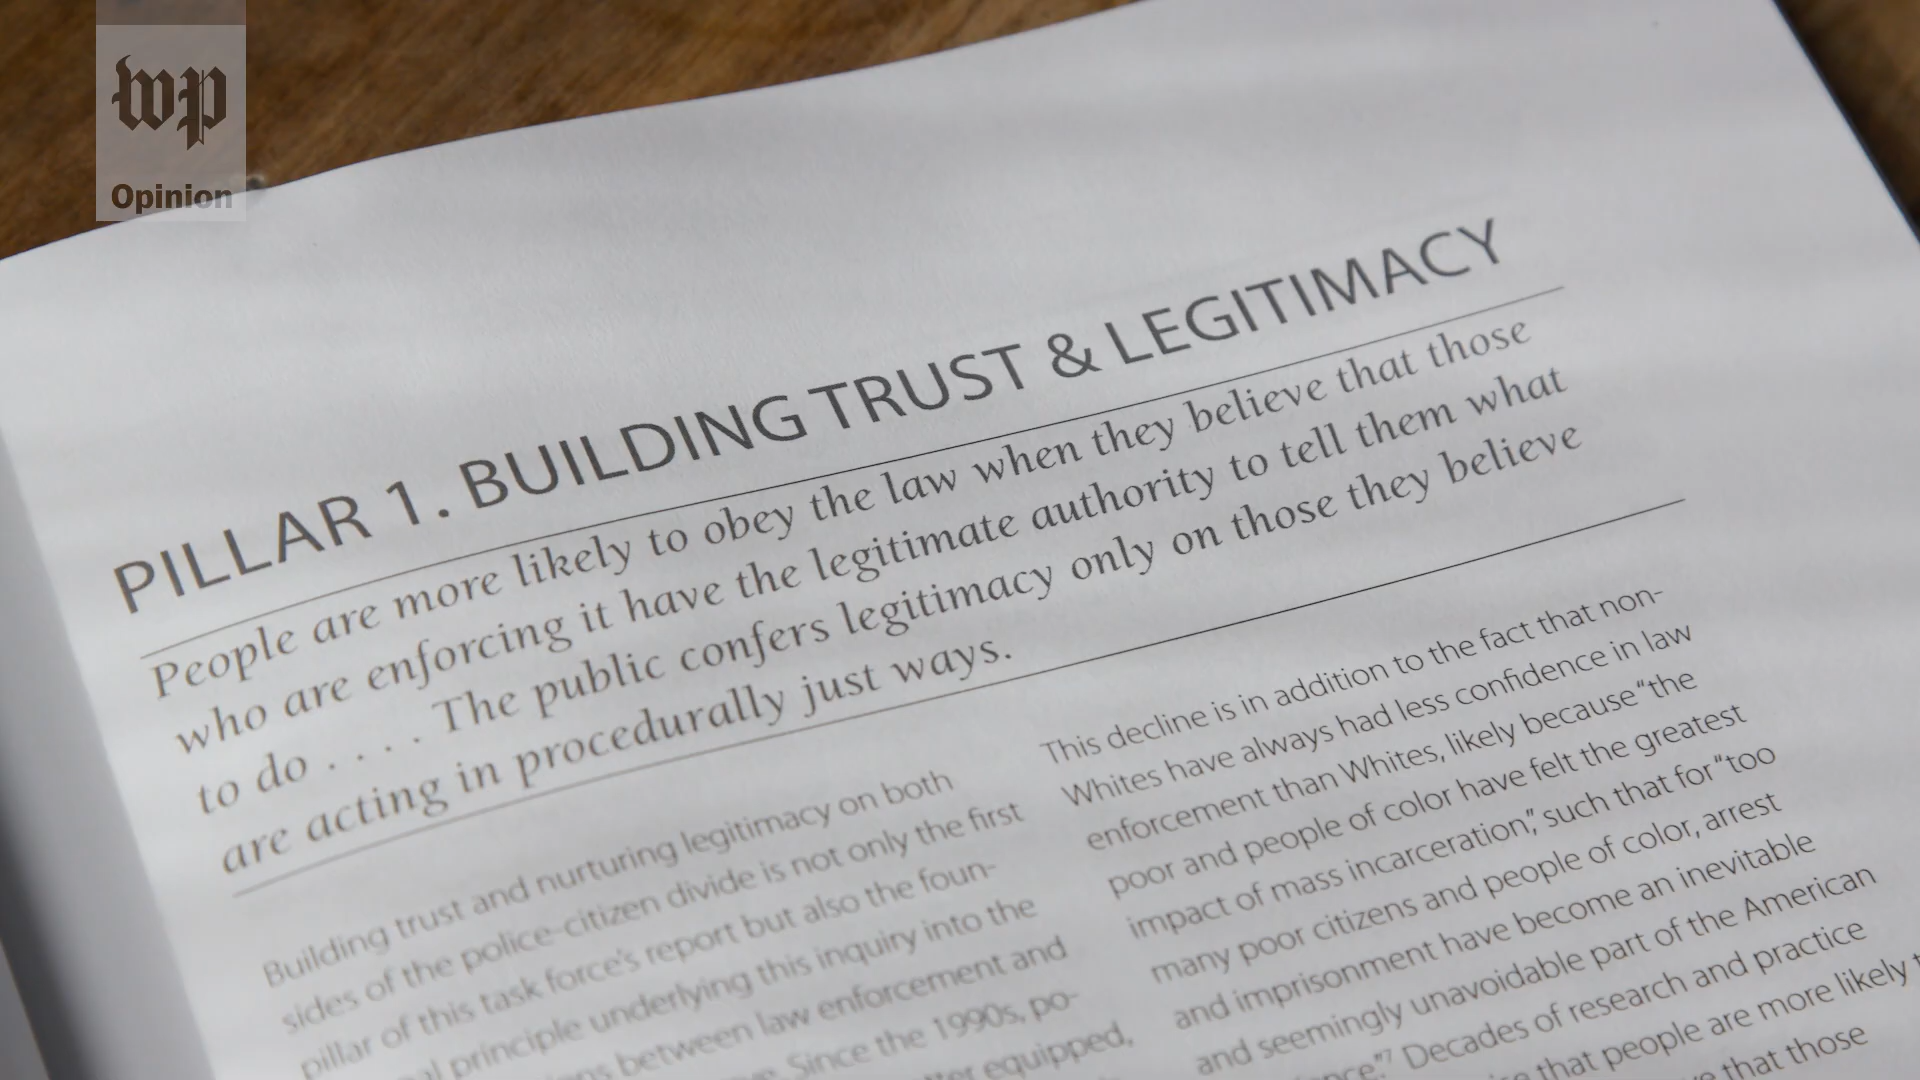 wp
Opinion
PILLAR 1. BUILDING TRUST & LEGITIMACY
People are more likely to obey the law when they believe that those
who are enforcing it have the legitimate authority to tell them what
to do . . . . The public confers legitimacy only on those they believe
are acting in procedurally just ways.
Building trust and nurturing legitimacy on both
sides of the police-citizen divide is not only the first
pillar of this task force's report but also the foun-
principle underlying this inquiry into the
between law enforcement and
Since the 1990s, po-
equipped,
This decline is in addition to the fact that non-
Whites have always had less confidence in law
enforcement than Whites, likely because “the
poor and people of color have felt the greatest
impact of mass incarceration,” such that for “too
many poor citizens and people of color, arrest
and imprisonment have become an inevitable
and seemingly unavoidable part of the American
7 Decades of research and practice
that people are more likely
that those